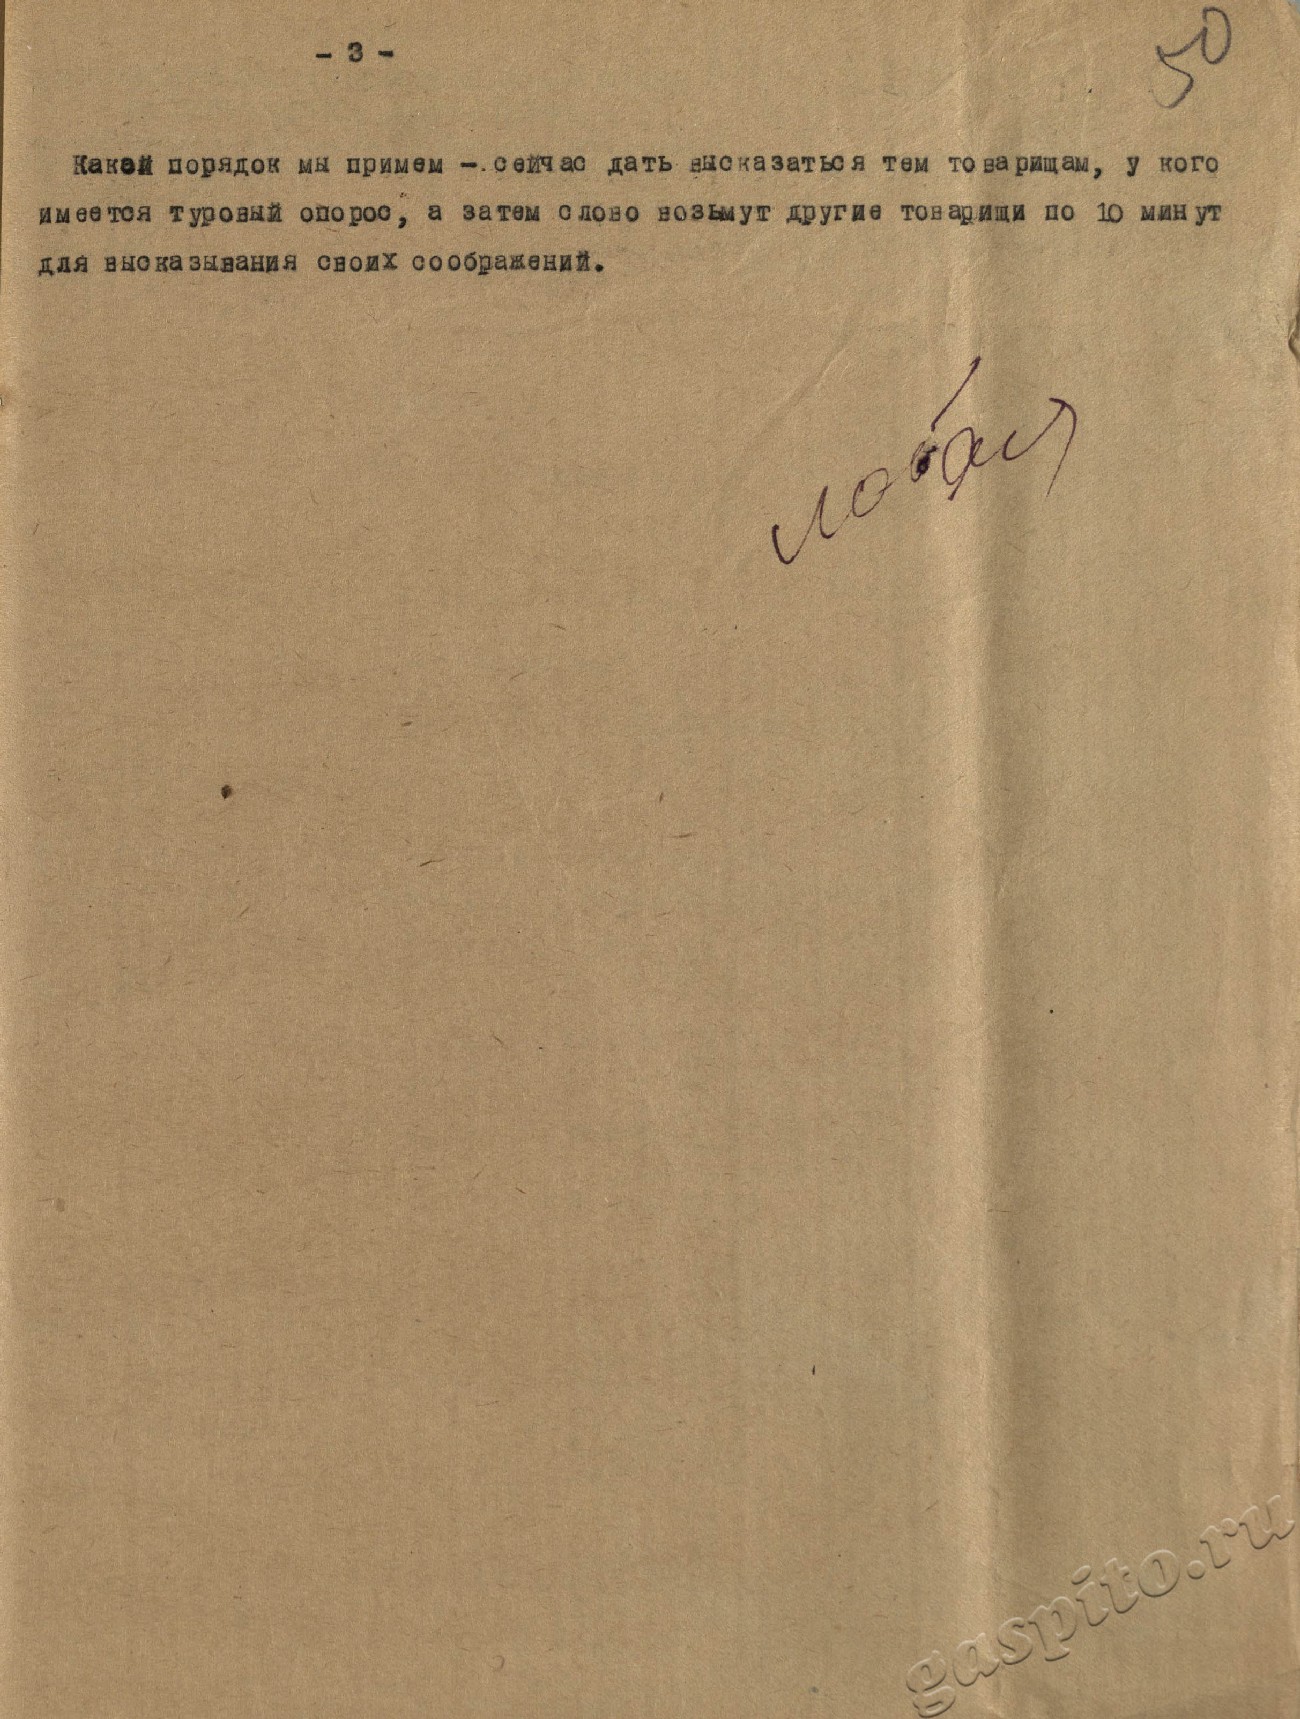 - 3 -
50
Какой порядок мы примем - сейчас дать высказаться тем товарищам, у кого
имеется туровый опорос, а затем слово возьмут другие товарищи по 10 минут
для высказывания своих соображений.
gaspito.ru